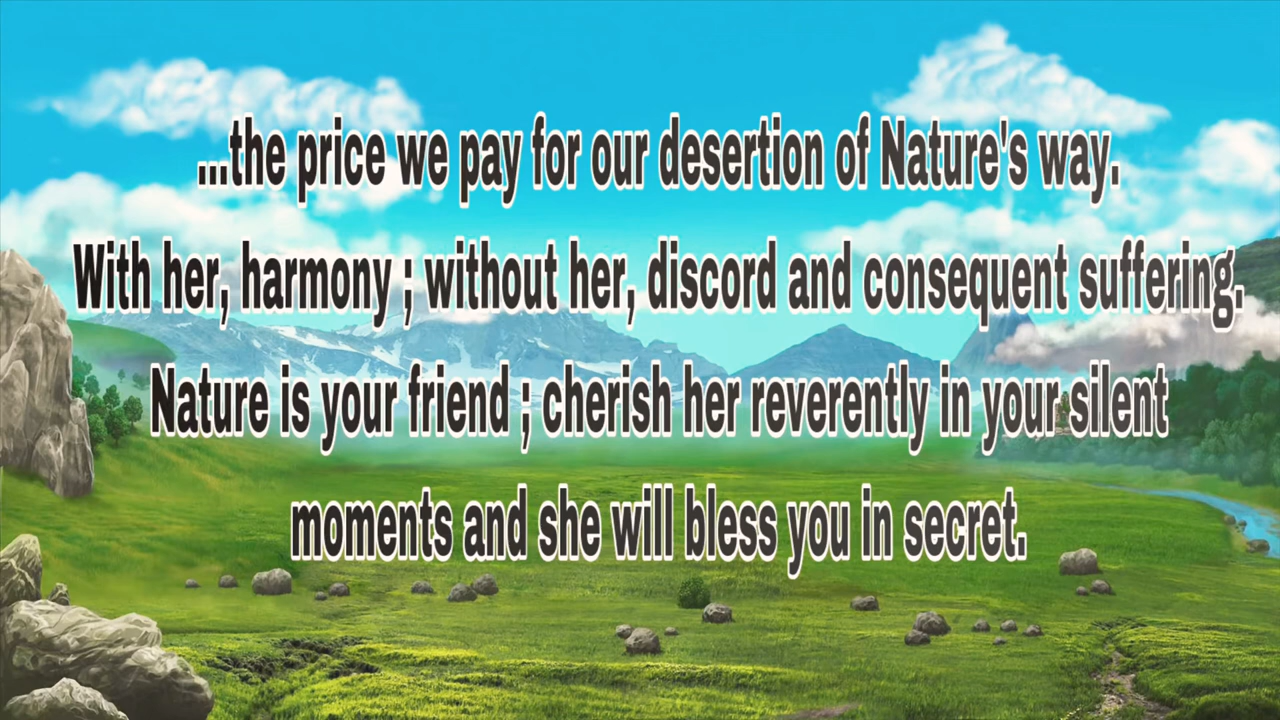 ...the price we pay for our desertion of Nature's way.
With her, harmony ; without her, discord and consequent suffering.
Nature is your friend ; cherish her reverently in your silent
moments and she will bless you in secret.